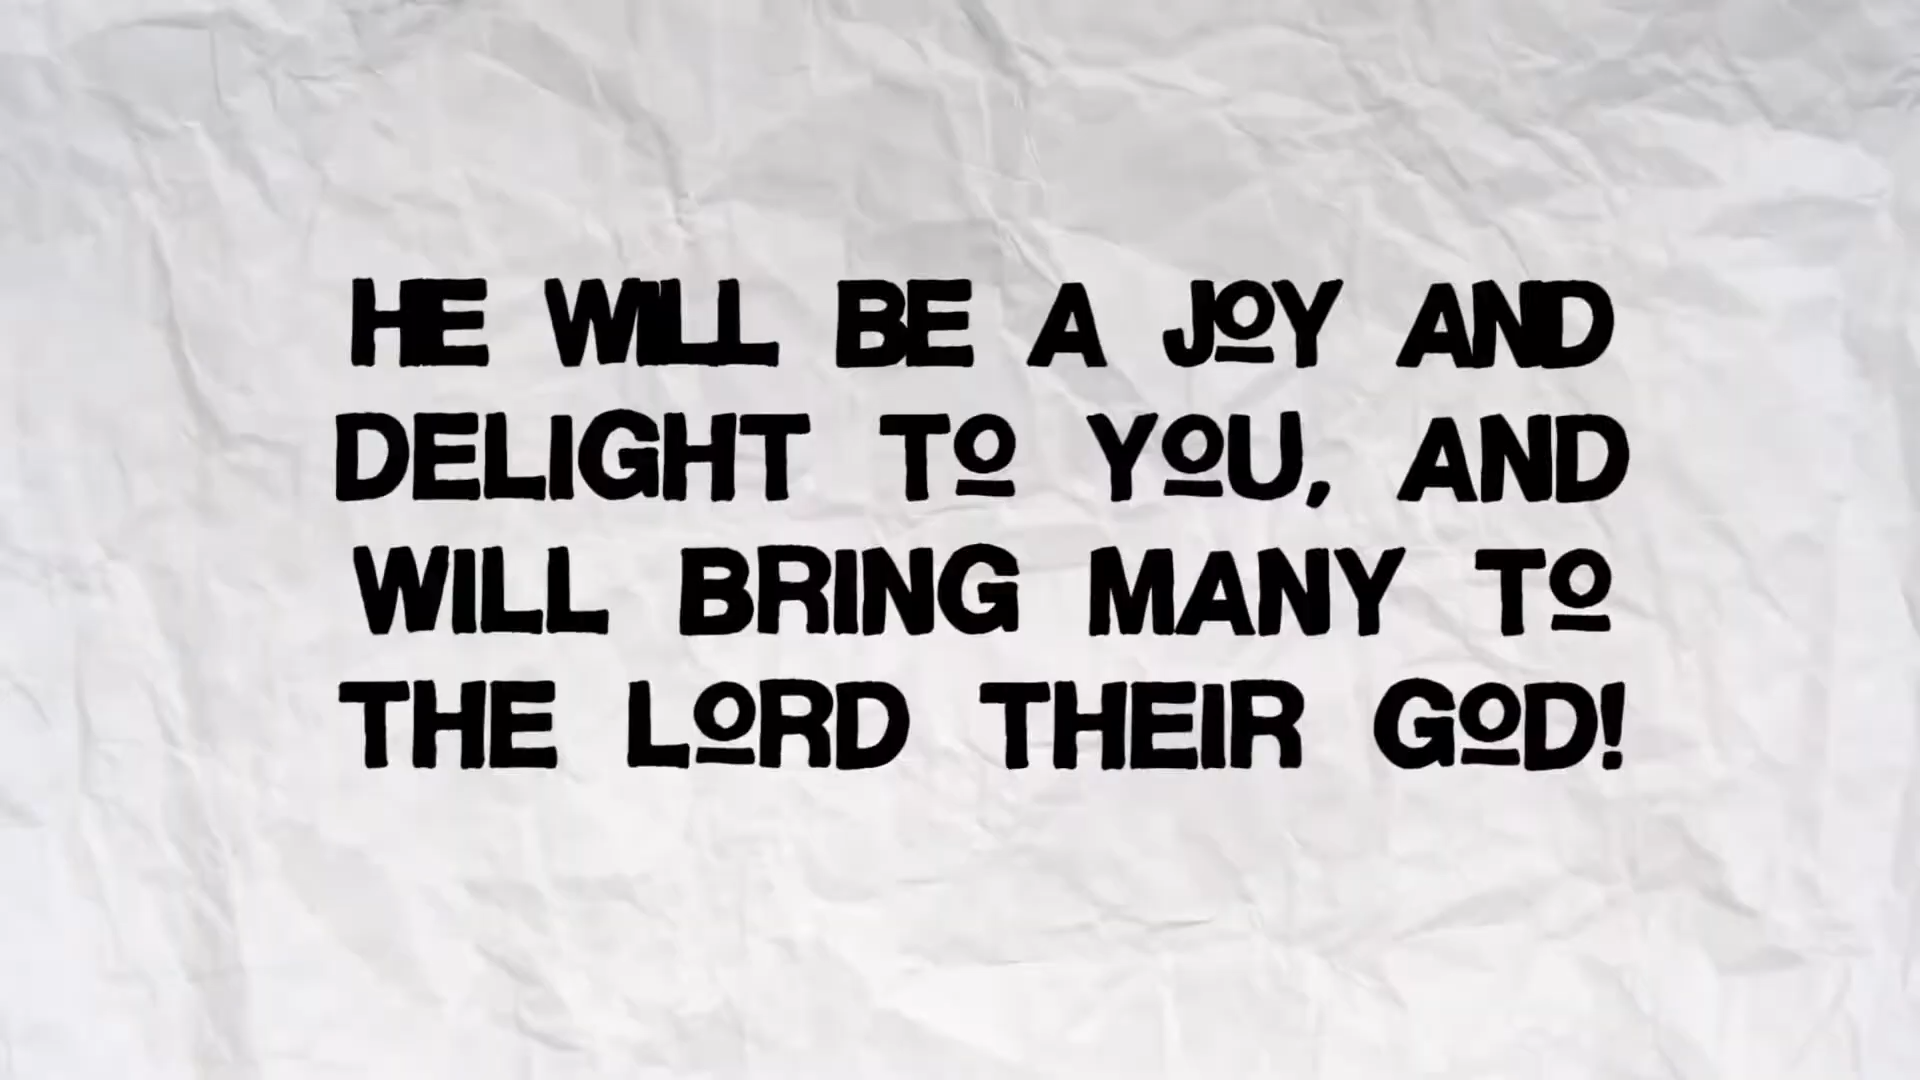 HE WILL BE A JOY AND
DELIGHT TO YOU, AND
WILL BRING MANY TO
THE LORD THEIR GOD!